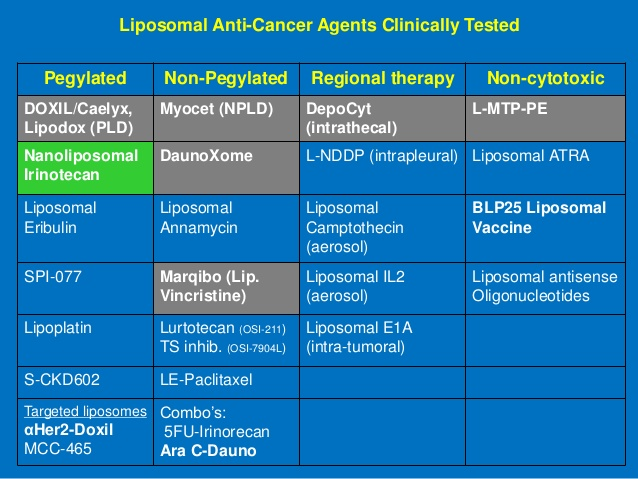 Liposomal Anti-Cancer Agents Clinically Tested
Pegylated Non-Pegylated Regional therapy Non-cytotoxic
DOXIL/Caelyx, Lipodox (PLD)
Myocet (NPLD)
DepoCyt (intrathecal)
L-MTP-PE
Nanoliposomal Irinotecan
DaunoXome
L-NDDP (intrapleural)
Liposomal ATRA
Liposomal Eribulin
Liposomal Annamycin
Liposomal Camptothecin (aerosol)
BLP25 Liposomal Vaccine
SPI-077
Marqibo (Lip. Vincristine)
Liposomal IL2 (aerosol)
Liposomal antisense Oligonucleotides
Lipoplatin
Lurtotecan (OSI-211)
TS inhib. (OSI-7904L)
Liposomal E1A (intra-tumoral)
S-CKD602
LE-Paclitaxel
Targeted liposomes
αHer2-Doxil
MCC-465
Combo's:
5FU-Irinorecan
Ara C-Dauno